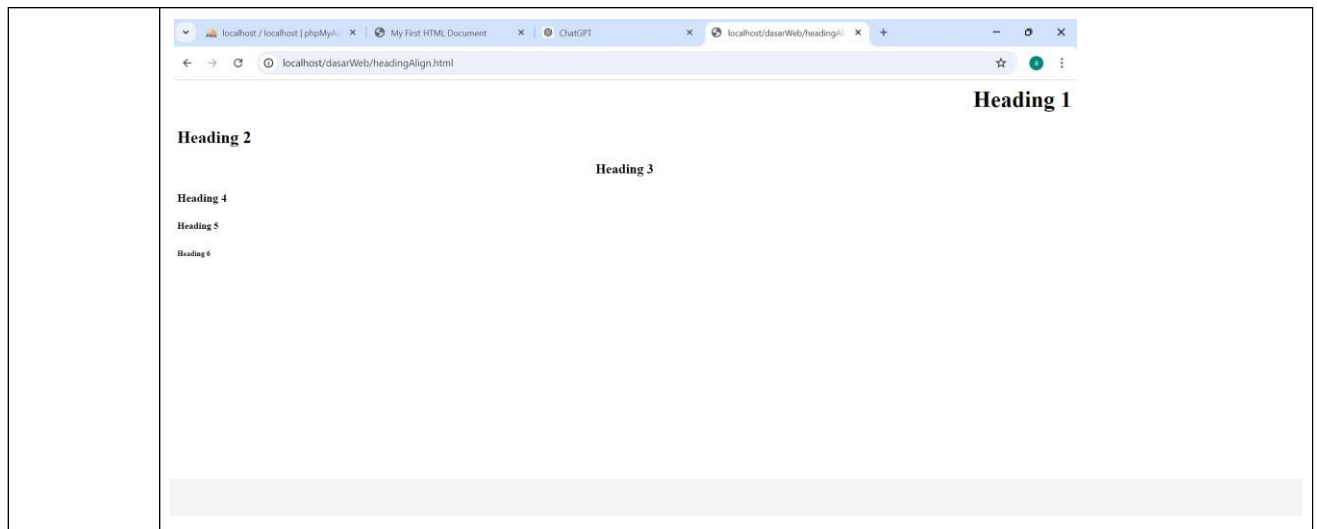 localhost / localhost | phpMyA
My First HTML Document
ChatGPT
localhost/dasarWeb/headingAl
localhost/dasarWeb/headingAlign.html
Heading 1
Heading 2
Heading 3
Heading 4
Heading 5
Heading 6